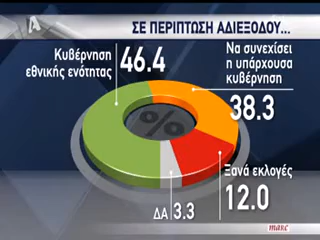 ΣΕ ΠΕΡΙΠΤΩΣΗ ΑΔΙΕΞΟΔΟΥ...
Κυβέρνηση
εθνικής ενότητας
46.4
Να συνεχίσει
η υπάρχουσα
κυβέρνηση
38.3
%
Ξανά εκλογές
12.0
ΔΑ
3.3
marc